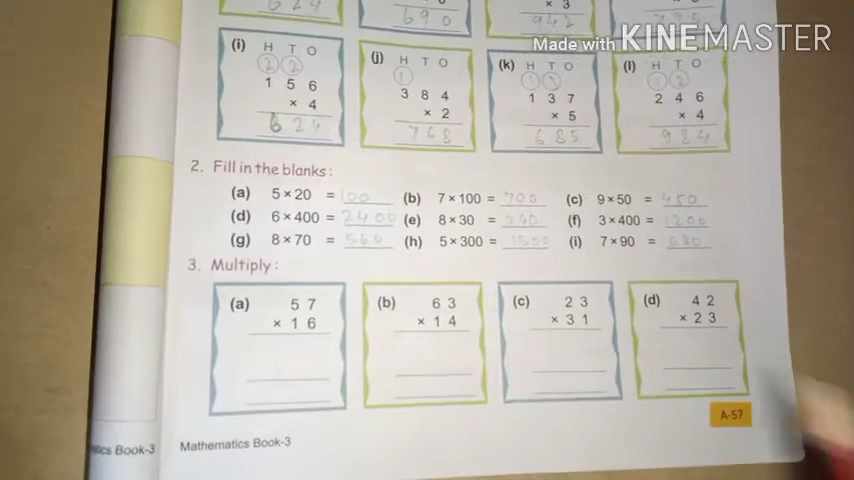 624
690
× 3
942
Made with KINEMASTER
(i) H T O
2 2
1 5 6
× 4
6 2 4
(j) H T O
1
3 8 4
× 2
7 6 8
(k) H T O
1 3
1 3 7
× 5
6 8 5
(l) H T O
1 2
2 4 6
× 4
9 8 4
2. Fill in the blanks :
(a) 5 × 20 = 100 (b) 7 × 100 = 700 (c) 9 × 50 = 450
(d) 6 × 400 = 2400 (e) 8 × 30 = 240 (f) 3 × 400 = 1200
(g) 8 × 70 = 560 (h) 5 × 300 = 1500 (i) 7 × 90 = 630
3. Multiply :
(a) 5 7
× 1 6
(b) 6 3
× 1 4
(c) 2 3
× 3 1
(d) 4 2
× 2 3
A-57
Book-3
Mathematics Book-3